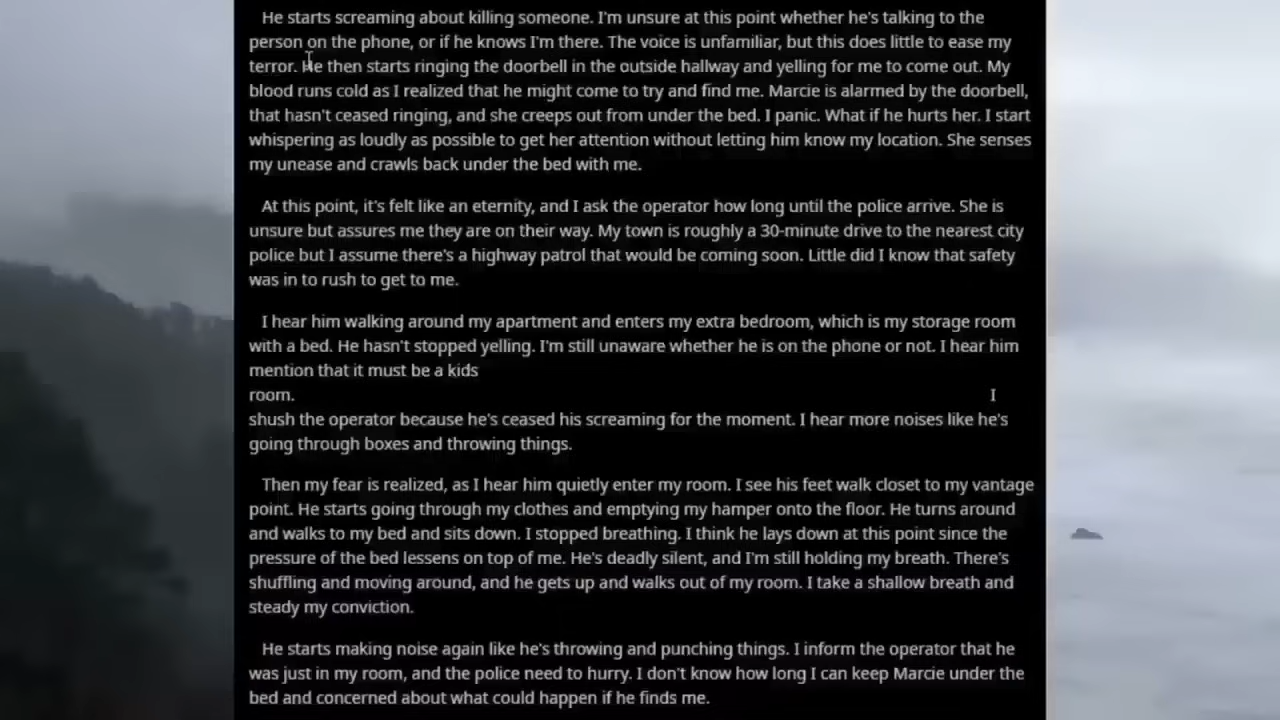 He starts screaming about killing someone. I'm unsure at this point whether he's talking to the
person on the phone, or if he knows I'm there. The voice is unfamiliar, but this does little to ease my
terror. He then starts ringing the doorbell in the outside hallway and yelling for me to come out. My
blood runs cold as I realized that he might come to try and find me. Marcie is alarmed by the doorbell,
that hasn't ceased ringing, and she creeps out from under the bed. I panic. What if he hurts her. I start
whispering as loudly as possible to get her attention without letting him know my location. She senses
my unease and crawls back under the bed with me.
At this point, it's felt like an eternity, and I ask the operator how long until the police arrive. She is
unsure but assures me they are on their way. My town is roughly a 30-minute drive to the nearest city
police but I assume there's a highway patrol that would be coming soon. Little did I know that safety
was in to rush to get to me.
I hear him walking around my apartment and enters my extra bedroom, which is my storage room
with a bed. He hasn't stopped yelling. I'm still unaware whether he is on the phone or not. I hear him
mention that it must be a kids
room. I
shush the operator because he's ceased his screaming for the moment. I hear more noises like he's
going through boxes and throwing things.
Then my fear is realized, as I hear him quietly enter my room. I see his feet walk closet to my vantage
point. He starts going through my clothes and emptying my hamper onto the floor. He turns around
and walks to my bed and sits down. I stopped breathing. I think he lays down at this point since the
pressure of the bed lessens on top of me. He's deadly silent, and I'm still holding my breath. There's
shuffling and moving around, and he gets up and walks out of my room. I take a shallow breath and
steady my conviction.
He starts making noise again like he's throwing and punching things. I inform the operator that he
was just in my room, and the police need to hurry. I don't know how long I can keep Marcie under the
bed and concerned about what could happen if he finds me.